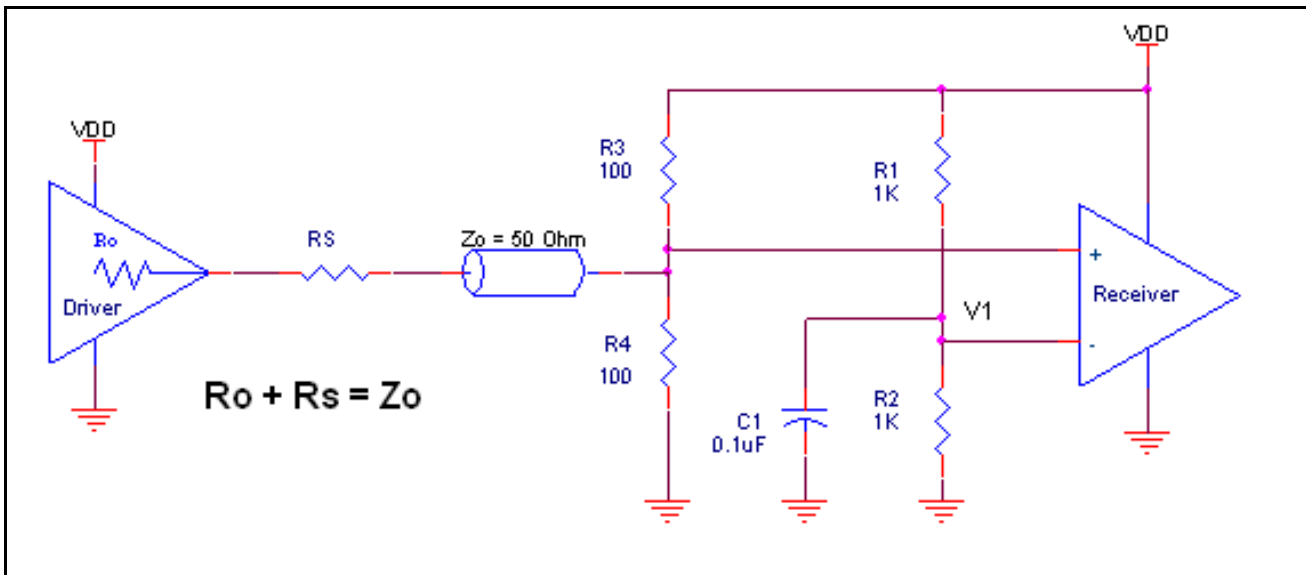 VDD
VDD
R3
100
R1
1K
Ro
RS
Zo = 50 Ohm
+
Driver
Receiver
V1
-
R4
100
Ro + Rs = Zo
R2
1K
C1
0.1uF